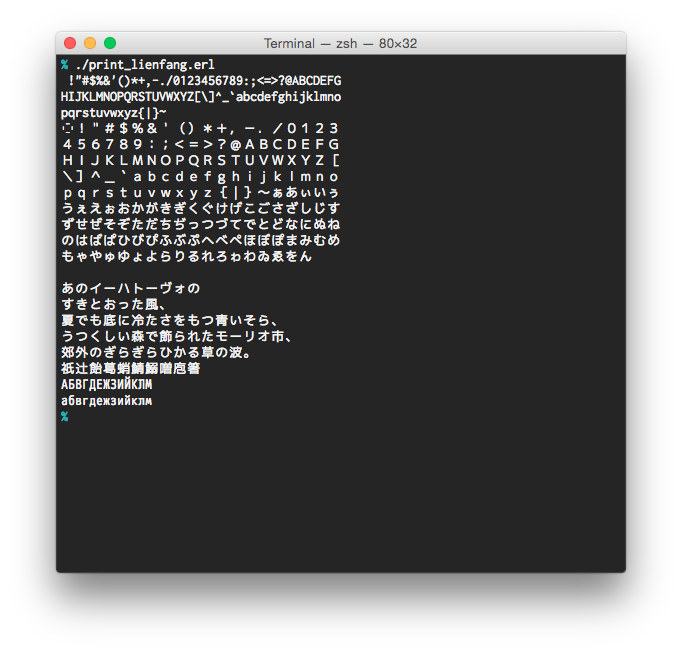 Terminal — zsh — 80×32
% ./print_lienfang.erl
 !"#$%&'()*+,-./0123456789:;<=>?@ABCDEFG
HIJKLMNOPQRSTUVWXYZ[\]^_`abcdefghijklmno
pqrstuvwxyz{|}~
◌！＂＃＄％＆＇（）＊＋，－．／０１２３
４５６７８９：；＜＝＞？＠ＡＢＣＤＥＦＧ
ＨＩＪＫＬＭＮＯＰＱＲＳＴＵＶＷＸＹＺ［
＼］＾＿｀ａｂｃｄｅｆｇｈｉｊｋｌｍｎｏ
ｐｑｒｓｔｕｖｗｘｙｚ｛｜｝～ぁあぃいぅ
うぇえぉおかがきぎくぐけげこごさざしじす
ずせぜそぞただちぢっつづてでとどなにぬね
のはばぱひびぴふぶぷへべぺほぼぽまみむめ
もゃやゅゆょよらりるれろゎわゐゑをん
あのイーハトーヴォの
すきとおった風、
夏でも底に冷たさをもつ青いそら、
うつくしい森で飾られたモーリオ市、
郊外のぎらぎらひかる草の波。
祇辻飴葛蛸鯖鰯噌庖箸
АБВГДЕЖЗИЙКЛМ
абвгдежзийклм
%